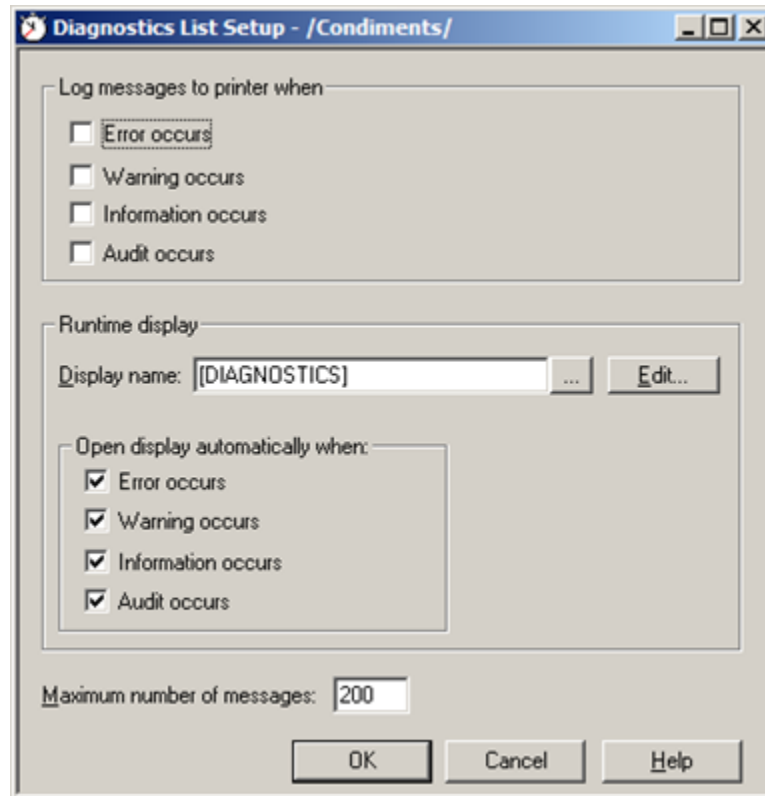 Diagnostics List Setup - /Condiments/
Log messages to printer when
Error occurs
Warning occurs
Information occurs
Audit occurs
Runtime display
Display name: [DIAGNOSTICS] ... Edit...
Open display automatically when:
Error occurs
Warning occurs
Information occurs
Audit occurs
Maximum number of messages: 200
OK Cancel Help